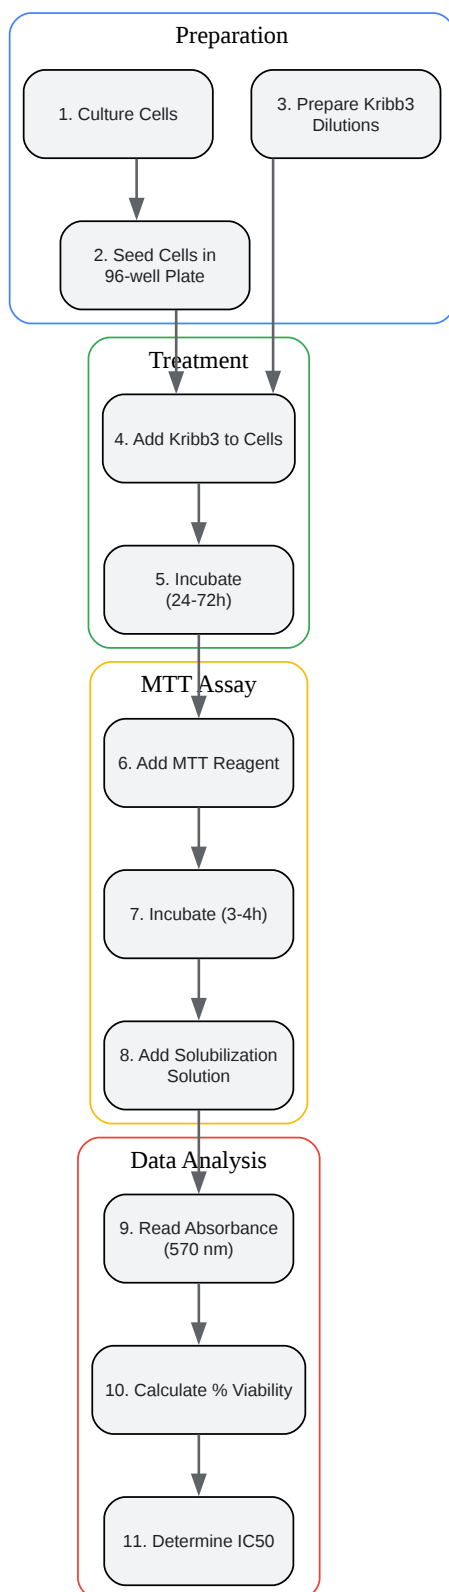 Preparation
1. Culture Cells
3. Prepare Kribb3
Dilutions
2. Seed Cells in
96-well Plate
Treatment
4. Add Kribb3 to Cells
5. Incubate
(24-72h)
MTT Assay
6. Add MTT Reagent
7. Incubate (3-4h)
8. Add Solubilization
Solution
Data Analysis
9. Read Absorbance
(570 nm)
10. Calculate % Viability
11. Determine IC50